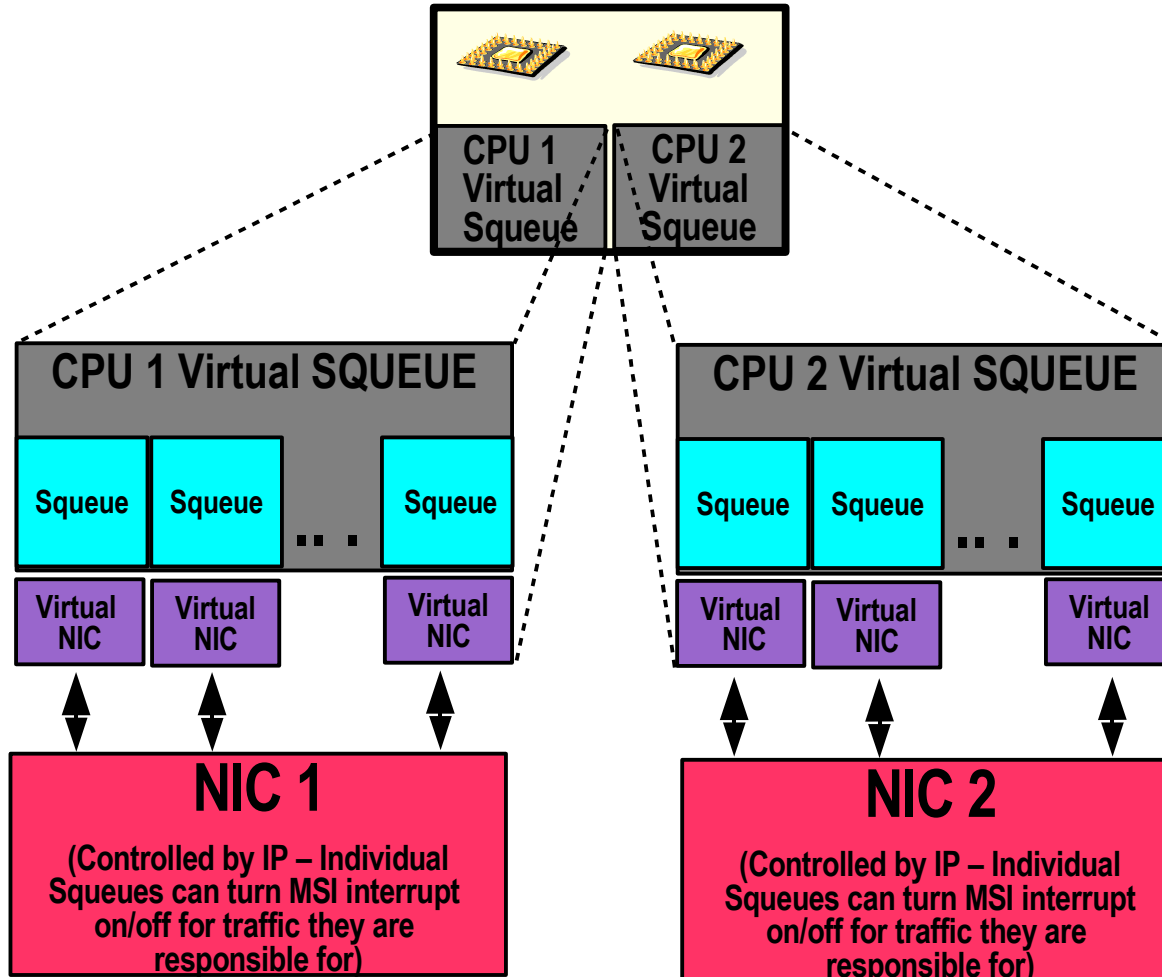 CPU 1
Virtual
Squeue
CPU 2
Virtual
Squeue
CPU 1 Virtual SQUEUE
Squeue
Squeue
.. .
Squeue
Virtual
NIC
Virtual
NIC
Virtual
NIC
NIC 1
(Controlled by IP – Individual
Squeues can turn MSI interrupt
on/off for traffic they are
responsible for)
CPU 2 Virtual SQUEUE
Squeue
Squeue
.. .
Squeue
Virtual
NIC
Virtual
NIC
Virtual
NIC
NIC 2
(Controlled by IP – Individual
Squeues can turn MSI interrupt
on/off for traffic they are
responsible for)